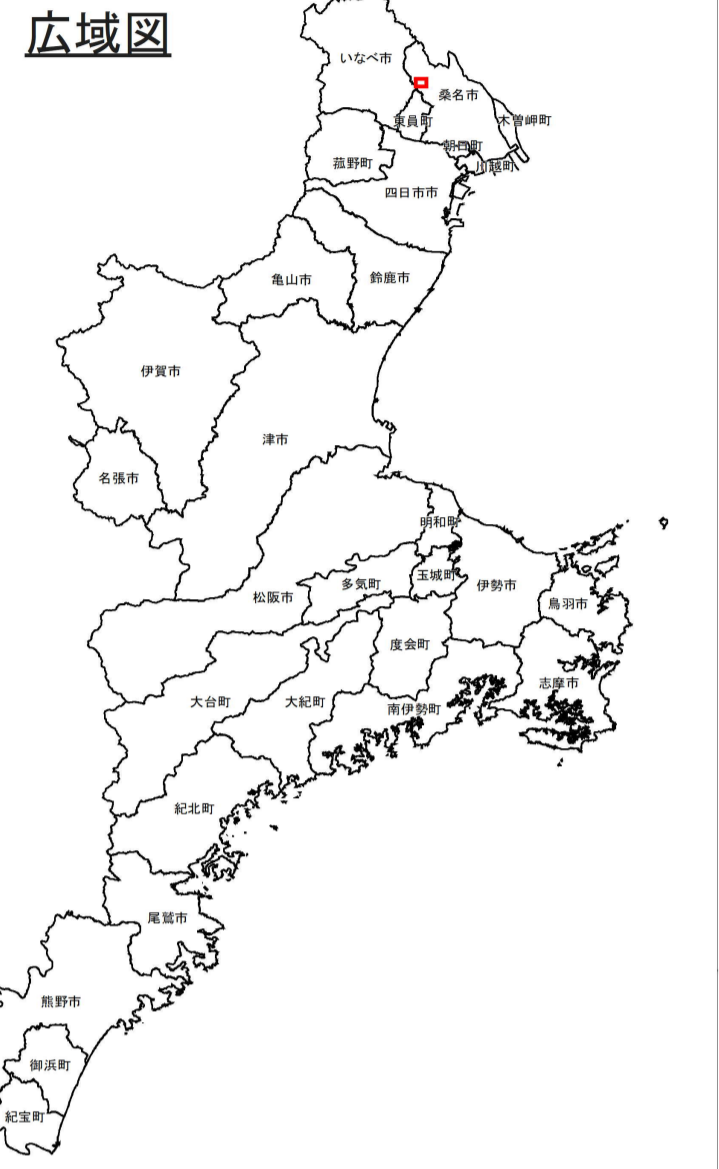 広域図
いなべ市
桑名市
東員町
木曽岬町
朝日町
菰野町
川越町
四日市市
亀山市
鈴鹿市
伊賀市
津市
名張市
明和町
玉城町
多気町
伊勢市
松阪市
鳥羽市
度会町
志摩市
大台町
大紀町
南伊勢町
紀北町
尾鷲市
熊野市
御浜町
紀宝町